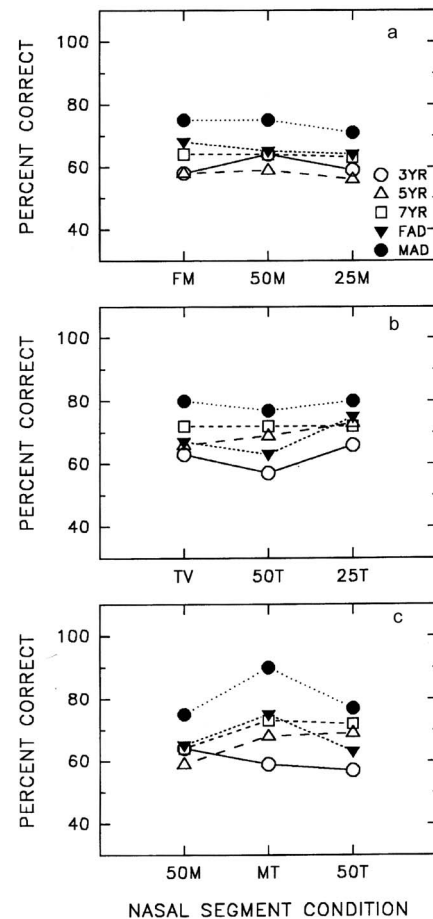 a
100
80
60
40
PERCENT CORRECT
3YR
5YR
7YR
FAD
MAD
FM 50M 25M
b
100
80
60
40
PERCENT CORRECT
TV 50T 25T
c
100
80
60
40
PERCENT CORRECT
50M MT 50T
NASAL SEGMENT CONDITION